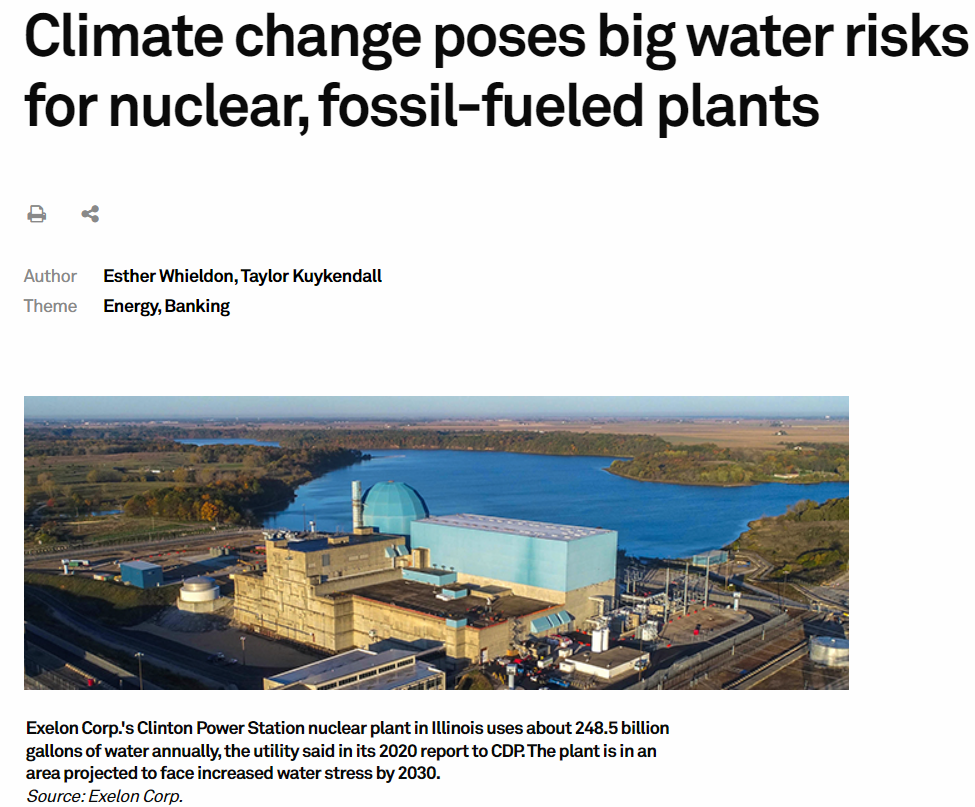 Climate change poses big water risks
for nuclear, fossil-fueled plants
Author Esther Whieldon, Taylor Kuykendall
Theme Energy, Banking
Exelon Corp.'s Clinton Power Station nuclear plant in Illinois uses about 248.5 billion
gallons of water annually, the utility said in its 2020 report to CDP. The plant is in an
area projected to face increased water stress by 2030.
Source: Exelon Corp.